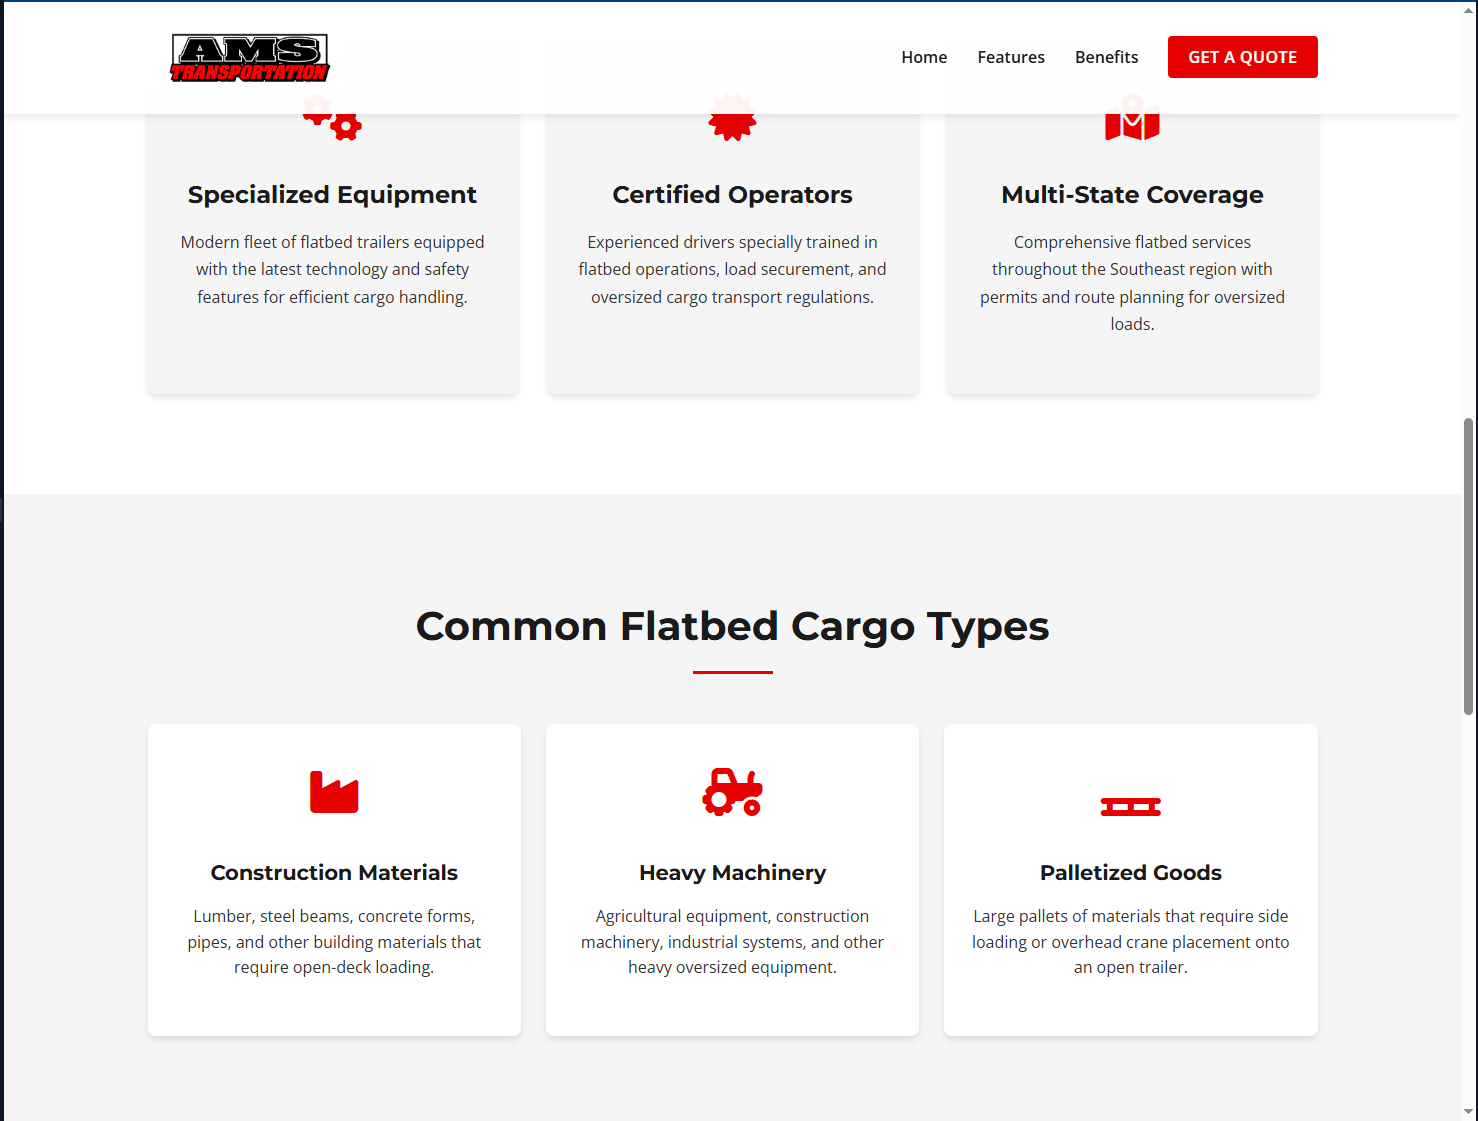 AMS
TRANSPORTATION
Home
Features
Benefits
GET A QUOTE
Specialized Equipment
Modern fleet of flatbed trailers equipped
with the latest technology and safety
features for efficient cargo handling.
Certified Operators
Experienced drivers specially trained in
flatbed operations, load securement, and
oversized cargo transport regulations.
Multi-State Coverage
Comprehensive flatbed services
throughout the Southeast region with
permits and route planning for oversized
loads.
Common Flatbed Cargo Types
Construction Materials
Lumber, steel beams, concrete forms,
pipes, and other building materials that
require open-deck loading.
Heavy Machinery
Agricultural equipment, construction
machinery, industrial systems, and other
heavy oversized equipment.
Palletized Goods
Large pallets of materials that require side
loading or overhead crane placement onto
an open trailer.